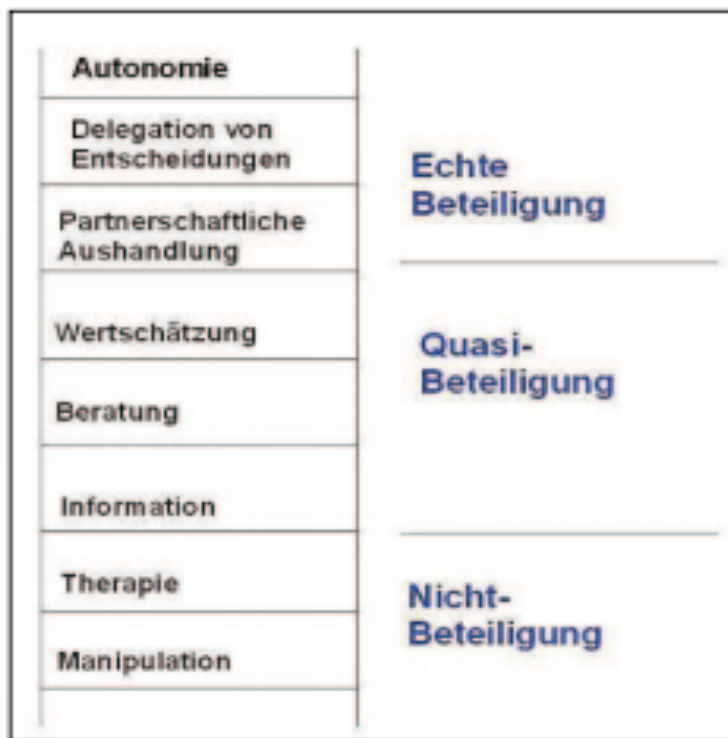 Autonomie
Delegation von
Entscheidungen
Partnerschaftliche
Aushandlung
Wertschätzung
Beratung
Information
Therapie
Manipulation
Echte
Beteiligung
Quasi-
Beteiligung
Nicht-
Beteiligung